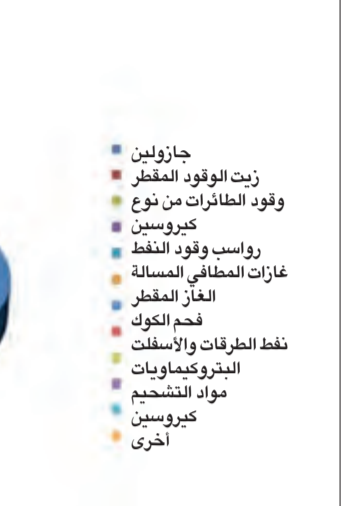 جازولين
زيت الوقود المقطر
وقود الطائرات من نوع
كيروسين
رواسب وقود النفط
غازات المطافي المسالة
الغاز المقطر
فحم الكوك
نفط الطرقات والأسفلت
البتروكيماويات
مواد التشحيم
كيروسين
أخرى